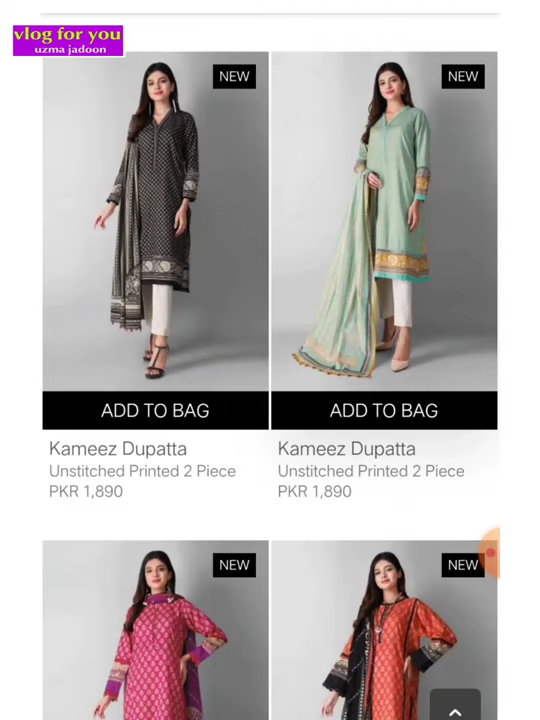 vlog for you
uzma jadoon
NEW
NEW
ADD TO BAG
ADD TO BAG
Kameez Dupatta
Unstitched Printed 2 Piece
PKR 1,890
Kameez Dupatta
Unstitched Printed 2 Piece
PKR 1,890
NEW
NEW